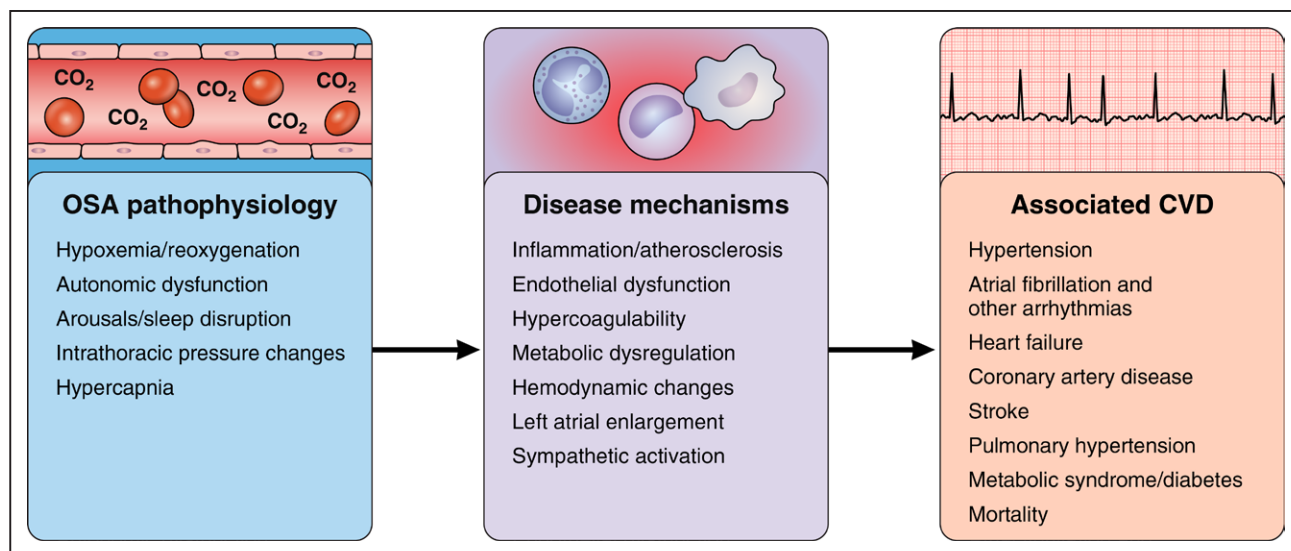 CO2
CO2
CO2
CO2
CO2
OSA pathophysiology
Hypoxemia/reoxygenation
Autonomic dysfunction
Arousals/sleep disruption
Intrathoracic pressure changes
Hypercapnia
Disease mechanisms
Inflammation/atherosclerosis
Endothelial dysfunction
Hypercoagulability
Metabolic dysregulation
Hemodynamic changes
Left atrial enlargement
Sympathetic activation
Associated CVD
Hypertension
Atrial fibrillation and
other arrhythmias
Heart failure
Coronary artery disease
Stroke
Pulmonary hypertension
Metabolic syndrome/diabetes
Mortality